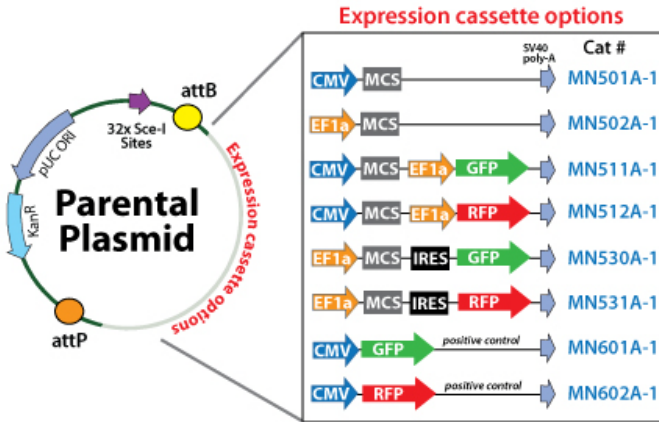 Expression cassette options
SV40
poly-A
Cat #
CMV MCS MN501A-1
EF1a MCS MN502A-1
CMV MCS EF1a GFP MN511A-1
CMV MCS EF1a RFP MN512A-1
EF1a MCS IRES GFP MN530A-1
EF1a MCS IRES RFP MN531A-1
CMV GFP positive control MN601A-1
CMV RFP positive control MN602A-1
attB
32x Sce-I
Sites
pUC ORI
KanR
Parental
Plasmid
Expression cassette options
attP